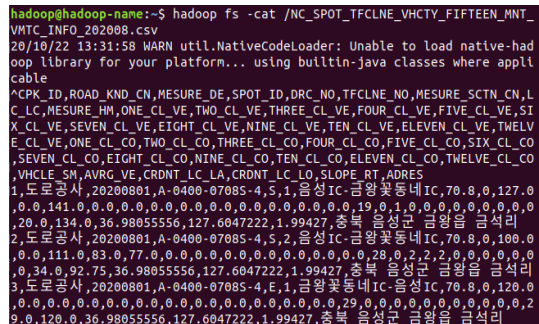 hadoop@hadoop-name:~$ hadoop fs -cat /NC_SPOT_TFCLNE_VHCTY_FIFTEEN_MNT_
VMTC_INFO_202008.csv
20/10/22 13:31:58 WARN util.NativeCodeLoader: Unable to load native-had
oop library for your platform... using builtin-java classes where appli
cable
^CPK_ID,ROAD_KND_CN,MESURE_DE,SPOT_ID,DRC_NO,TFCLNE_NO,MESURE_SCTN_CN,L
C_LC,MESURE_HM,ONE_CL_VE,TWO_CL_VE,THREE_CL_VE,FOUR_CL_VE,FIVE_CL_VE,SI
X_CL_VE,SEVEN_CL_VE,EIGHT_CL_VE,NINE_CL_VE,TEN_CL_VE,ELEVEN_CL_VE,TWELV
E_CL_VE,ONE_CL_CO,TWO_CL_CO,THREE_CL_CO,FOUR_CL_CO,FIVE_CL_CO,SIX_CL_CO
,SEVEN_CL_CO,EIGHT_CL_CO,NINE_CL_CO,TEN_CL_CO,ELEVEN_CL_CO,TWELVE_CL_CO
,VHCLE_SM,AVRG_VE,CRDNT_LC_LA,CRDNT_LC_LO,SLOPE_RT,ADRES
1,도로공사,20200801,A-0400-0708S-4,S,1,음성IC-금왕꽃동네IC,70.8,0,127.0
,0.0,141.0,0.0,0.0,0.0,0.0,0.0,0.0,0.0,0.0,0.0,19,0,1,0,0,0,0,0,0,0,0,0
,20.0,134.0,36.98055556,127.6047222,1.99427,충북 음성군 금왕읍 금석리
2,도로공사,20200801,A-0400-0708S-4,S,2,음성IC-금왕꽃동네IC,70.8,0,100.0
,0.0,111.0,83.0,77.0,0.0,0.0,0.0,0.0,0.0,0.0,0.0,28,0,2,2,2,0,0,0,0,0,0
,0,34.0,92.75,36.98055556,127.6047222,1.99427,충북 음성군 금왕읍 금석리
3,도로공사,20200801,A-0400-0708S-4,E,1,금왕꽃동네IC-음성IC,70.8,0,120.0
,0.0,0.0,0.0,0.0,0.0,0.0,0.0,0.0,0.0,0.0,0.0,29,0,0,0,0,0,0,0,0,0,0,0,2
9.0,120.0,36.98055556,127.6047222,1.99427,충북 음성군 금왕읍 금석리